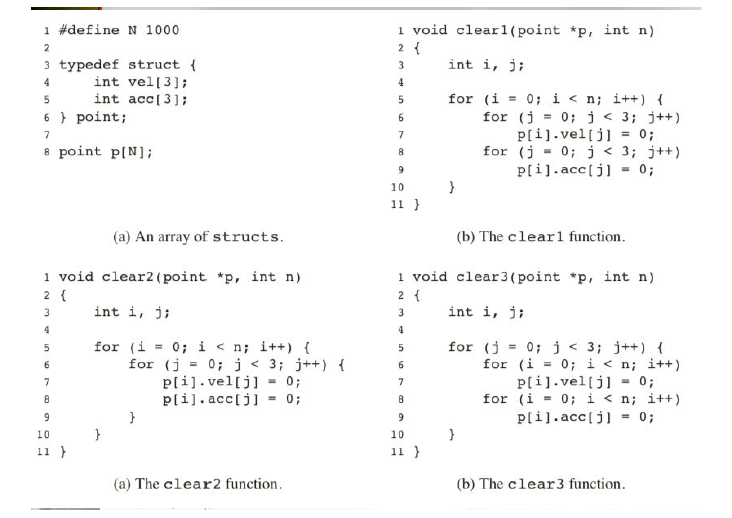 1 #define N 1000
2
3 typedef struct {
4 int vel[3];
5 int acc[3];
6 } point;
7
8 point p[N];
(a) An array of structs.
1 void clear1(point *p, int n)
2 {
3 int i, j;
4
5 for (i = 0; i < n; i++) {
6 for (j = 0; j < 3; j++)
7 p[i].vel[j] = 0;
8 for (j = 0; j < 3; j++)
9 p[i].acc[j] = 0;
10 }
11 }
(b) The clear1 function.
1 void clear2(point *p, int n)
2 {
3 int i, j;
4
5 for (i = 0; i < n; i++) {
6 for (j = 0; j < 3; j++) {
7 p[i].vel[j] = 0;
8 p[i].acc[j] = 0;
9 }
10 }
11 }
(a) The clear2 function.
1 void clear3(point *p, int n)
2 {
3 int i, j;
4
5 for (j = 0; j < 3; j++) {
6 for (i = 0; i < n; i++)
7 p[i].vel[j] = 0;
8 for (i = 0; i < n; i++)
9 p[i].acc[j] = 0;
10 }
11 }
(b) The clear3 function.